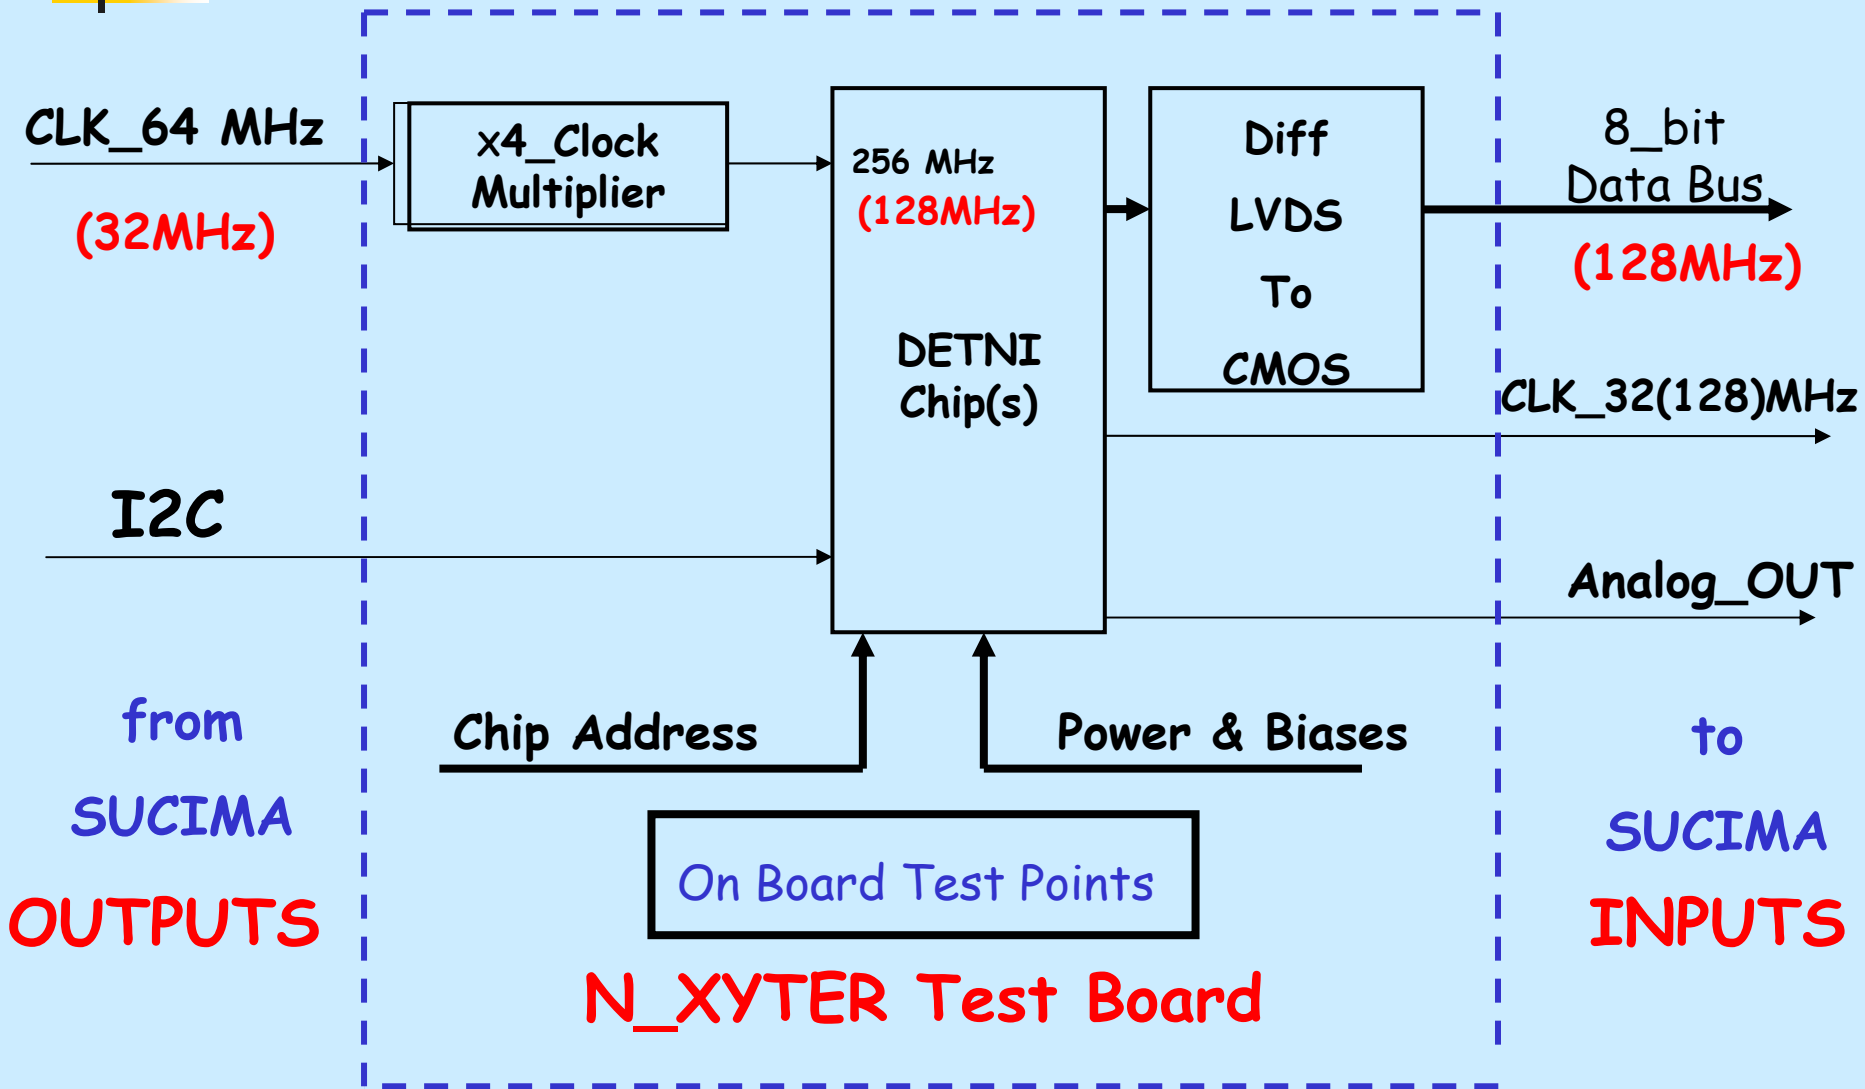 CLK_64 MHz
(32MHz)
x4_Clock
Multiplier
256 MHz
(128MHz)
DETNI
Chip(s)
Diff
LVDS
To
CMOS
8_bit
Data Bus
(128MHz)
CLK_32(128)MHz
I2C
Analog_OUT
Chip Address
Power & Biases
from
SUCIMA
OUTPUTS
to
SUCIMA
INPUTS
On Board Test Points
N_XYTER Test Board